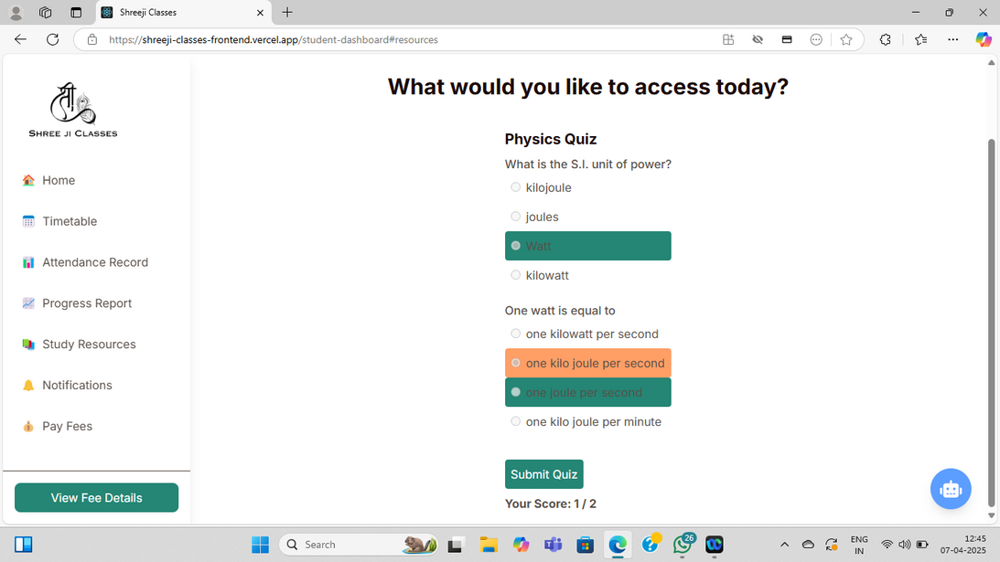 Shreeji Classes
https://shreeji-classes-frontend.vercel.app/student-dashboard#resources
श्री
SHREE JI CLASSES
Home
Timetable
Attendance Record
Progress Report
Study Resources
Notifications
Pay Fees
View Fee Details
What would you like to access today?
Physics Quiz
What is the S.I. unit of power?
kilojoule
joules
Watt
kilowatt
One watt is equal to
one kilowatt per second
one kilo joule per second
one joule per second
one kilo joule per minute
Submit Quiz
Your Score: 1 / 2
Search
26
ENG
IN
12:45
07-04-2025